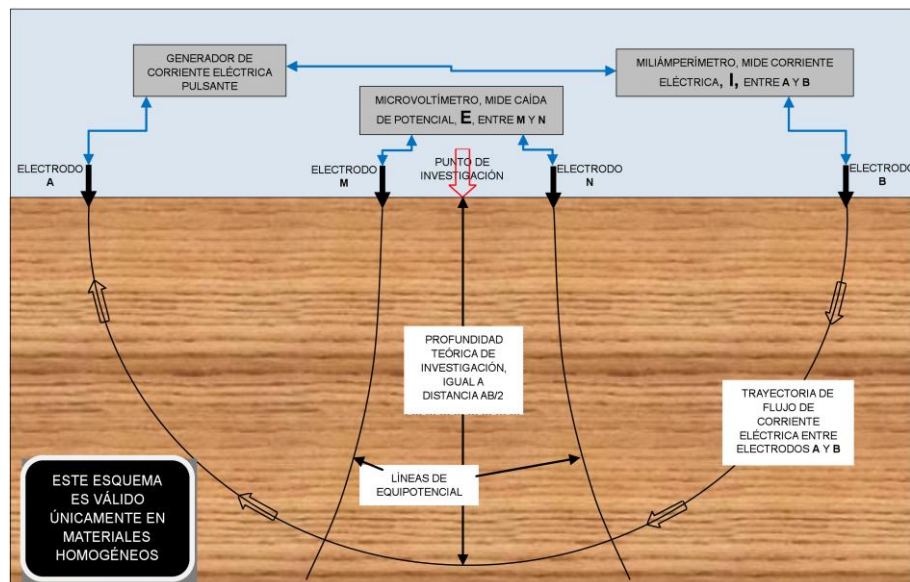 GENERADOR DE
CORRIENTE ELÉCTRICA
PULSANTE
MILIÁMPERÍMETRO, MIDE CORRIENTE
ELÉCTRICA, I, ENTRE A Y B
MICROVOLTÍMETRO, MIDE CAÍDA
DE POTENCIAL, E, ENTRE M Y N
ELECTRODO
A
ELECTRODO
M
PUNTO DE
INVESTIGACIÓN
ELECTRODO
N
ELECTRODO
B
PROFUNDIDAD
TEÓRICA DE
INVESTIGACIÓN,
IGUAL A
DISTANCIA AB/2
TRAYECTORIA DE
FLUJO DE
CORRIENTE
ELÉCTRICA ENTRE
ELECTRODOS A Y B
LÍNEAS DE
EQUIPOTENCIAL
ESTE ESQUEMA
ES VÁLIDO
ÚNICAMENTE EN
MATERIALES
HOMOGÉNEOS